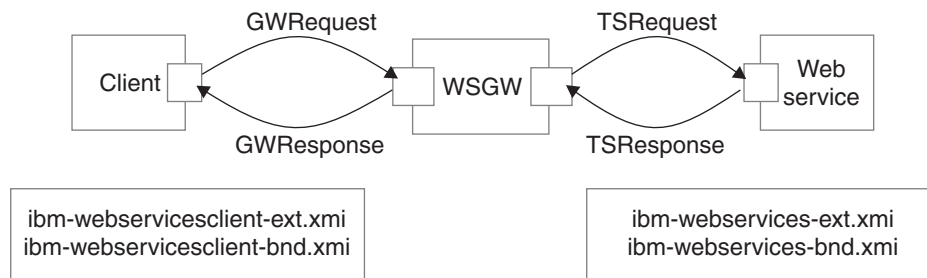 GWRequest
TSRequest
Client
WSGW
Web
service
GWResponse
TSResponse
ibm-webservicesclient-ext.xmi
ibm-webservicesclient-bnd.xmi
ibm-webservices-ext.xmi
ibm-webservices-bnd.xmi